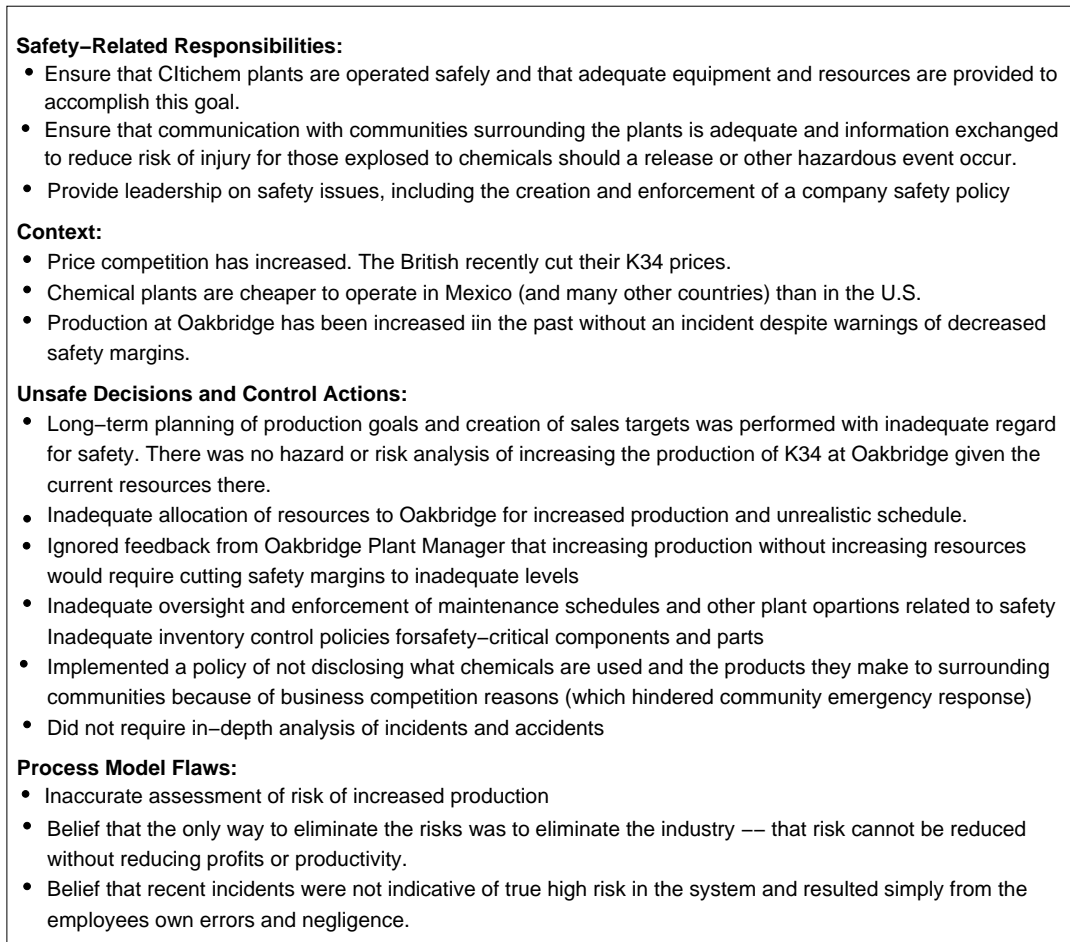 Safety−Related Responsibilities:
• Ensure that CItichem plants are operated safely and that adequate equipment and resources are provided to
accomplish this goal.
• Ensure that communication with communities surrounding the plants is adequate and information exchanged
to reduce risk of injury for those explosed to chemicals should a release or other hazardous event occur.
• Provide leadership on safety issues, including the creation and enforcement of a company safety policy
Context:
• Price competition has increased. The British recently cut their K34 prices.
• Chemical plants are cheaper to operate in Mexico (and many other countries) than in the U.S.
• Production at Oakbridge has been increased iin the past without an incident despite warnings of decreased
safety margins.
Unsafe Decisions and Control Actions:
• Long−term planning of production goals and creation of sales targets was performed with inadequate regard
for safety. There was no hazard or risk analysis of increasing the production of K34 at Oakbridge given the
current resources there.
• Inadequate allocation of resources to Oakbridge for increased production and unrealistic schedule.
• Ignored feedback from Oakbridge Plant Manager that increasing production without increasing resources
would require cutting safety margins to inadequate levels
• Inadequate oversight and enforcement of maintenance schedules and other plant opartions related to safety
Inadequate inventory control policies forsafety−critical components and parts
• Implemented a policy of not disclosing what chemicals are used and the products they make to surrounding
communities because of business competition reasons (which hindered community emergency response)
• Did not require in−depth analysis of incidents and accidents
Process Model Flaws:
• Inaccurate assessment of risk of increased production
• Belief that the only way to eliminate the risks was to eliminate the industry −− that risk cannot be reduced
without reducing profits or productivity.
• Belief that recent incidents were not indicative of true high risk in the system and resulted simply from the
employees own errors and negligence.